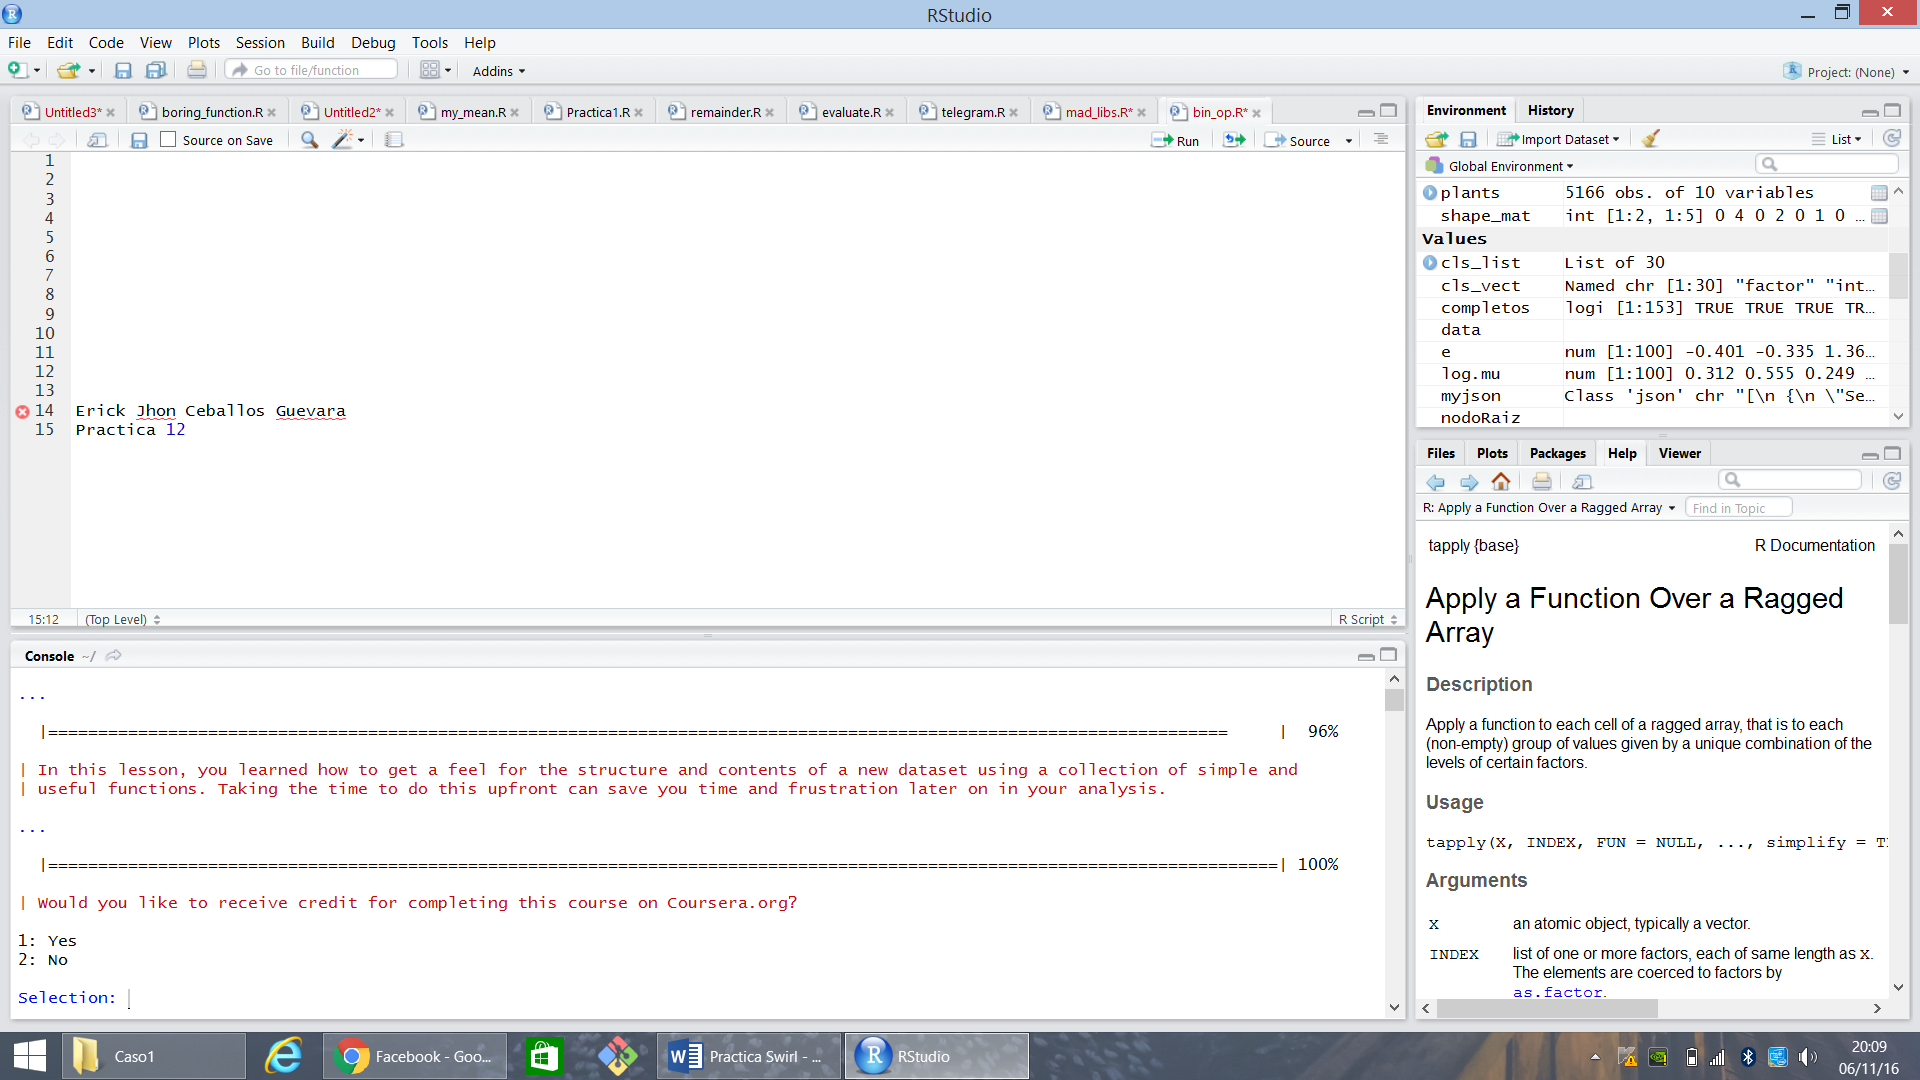 RStudio
File Edit Code View Plots Session Build Debug Tools Help
Go to file/function Addins Project: (None)
Untitled3* boring_function.R Untitled2* my_mean.R Practica1.R remainder.R evaluate.R telegram.R mad_libs.R* bin_op.R*
Source on Save Run Source
1
2
3
4
5
6
7
8
9
10
11
12
13
14 Erick Jhon Ceballos Guevara
15 Practica 12
15:12 (Top Level) R Script
Console ~/
...
|==========================================================================================================================      |  96%
| In this lesson, you learned how to get a feel for the structure and contents of a new dataset using a collection of simple and
| useful functions. Taking the time to do this upfront can save you time and frustration later on in your analysis.
...
|===============================================================================================================================| 100%
| Would you like to receive credit for completing this course on Coursera.org?
1: Yes
2: No
Selection:
Environment History
Import Dataset List
Global Environment
plants 5166 obs. of 10 variables
shape_mat int [1:2, 1:5] 0 4 0 2 0 1 0 …
Values
cls_list List of 30
cls_vect Named chr [1:30] "factor" "int…
completos logi [1:153] TRUE TRUE TRUE TR…
data
e num [1:100] -0.401 -0.335 1.36…
log.mu num [1:100] 0.312 0.555 0.249 …
myjson Class 'json' chr "[\n {\n \"Se…
nodoRaiz
Files Plots Packages Help Viewer
R: Apply a Function Over a Ragged Array Find in Topic
tapply {base} R Documentation
Apply a Function Over a Ragged
Array
Description
Apply a function to each cell of a ragged array, that is to each
(non-empty) group of values given by a unique combination of the
levels of certain factors.
Usage
tapply(X, INDEX, FUN = NULL, ..., simplify = T
Arguments
X an atomic object, typically a vector.
INDEX list of one or more factors, each of same length as X.
The elements are coerced to factors by
as.factor.
Caso1 Facebook - Goo... Practica Swirl - ... RStudio
20:09
06/11/16